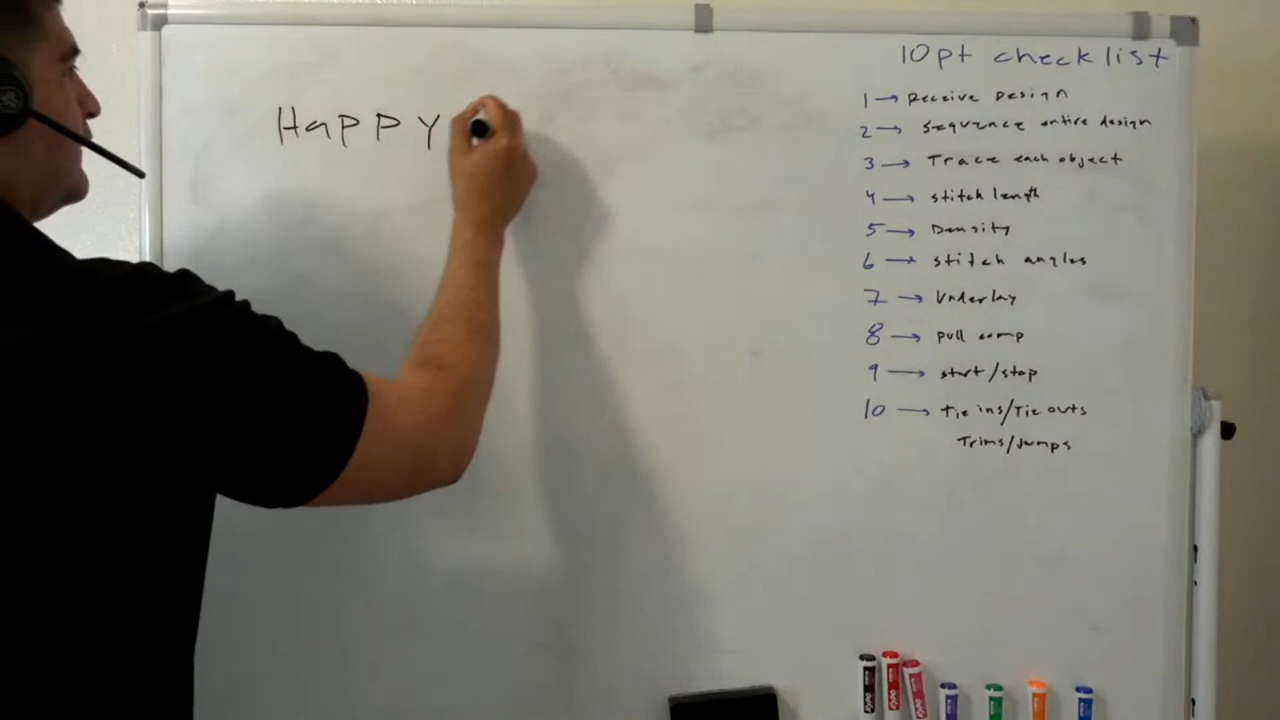 Happy
10pt checklist
1 → Receive Design
2 → Sequence entire design
3 → Trace each object
4 → stitch length
5 → Density
6 → stitch angles
7 → Underlay
8 → pull comp
9 → start/stop
10 → Tie ins/Tie outs
Trims/Jumps